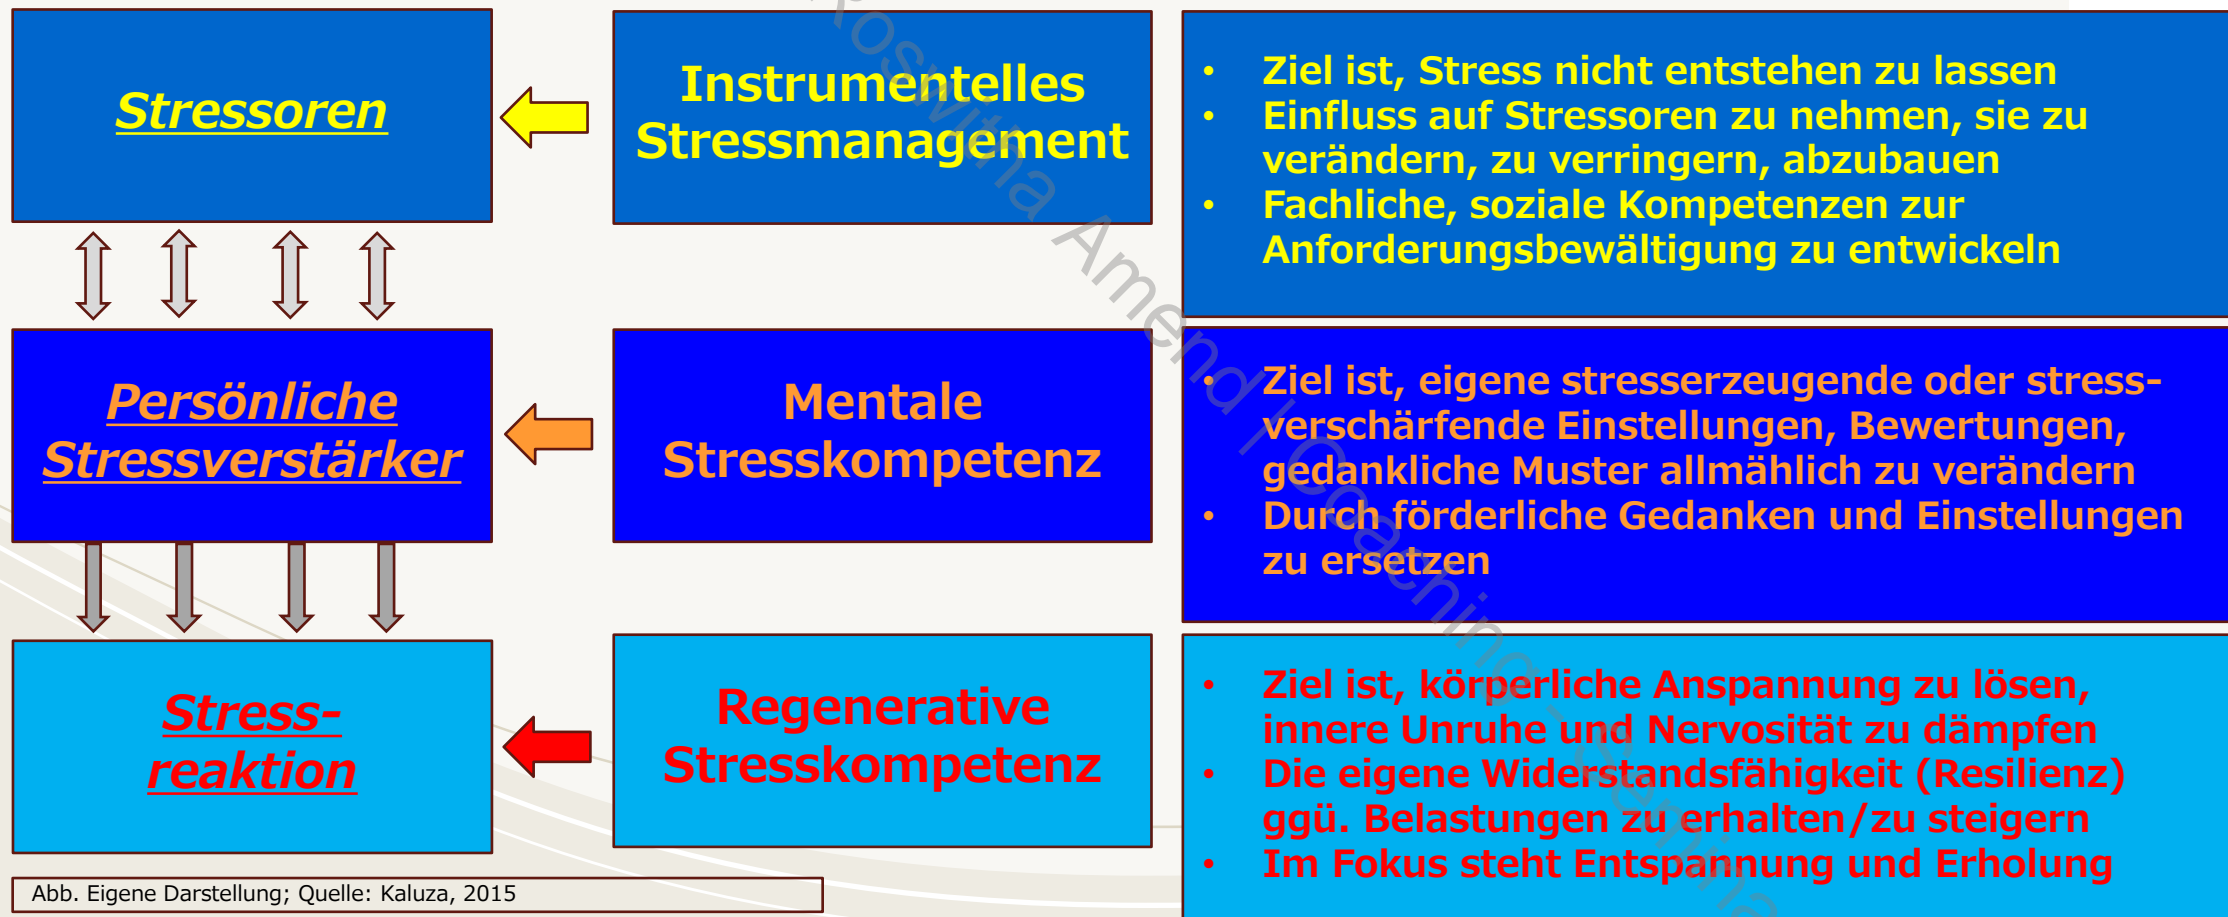 Stressoren
Instrumentelles
Stressmanagement
• Ziel ist, Stress nicht entstehen zu lassen
• Einfluss auf Stressoren zu nehmen, sie zu
verändern, zu verringern, abzubauen
• Fachliche, soziale Kompetenzen zur
Anforderungsbewältigung zu entwickeln
Persönliche
Stressverstärker
Mentale
Stresskompetenz
• Ziel ist, eigene stresserzeugende oder stress-
verschärfende Einstellungen, Bewertungen,
gedankliche Muster allmählich zu verändern
• Durch förderliche Gedanken und Einstellungen
zu ersetzen
Stress-
reaktion
Regenerative
Stresskompetenz
• Ziel ist, körperliche Anspannung zu lösen,
innere Unruhe und Nervosität zu dämpfen
• Die eigene Widerstandsfähigkeit (Resilienz)
ggü. Belastungen zu erhalten/zu steigern
• Im Fokus steht Entspannung und Erholung
Abb. Eigene Darstellung; Quelle: Kaluza, 2015
Roswitha Amend | Coaching -